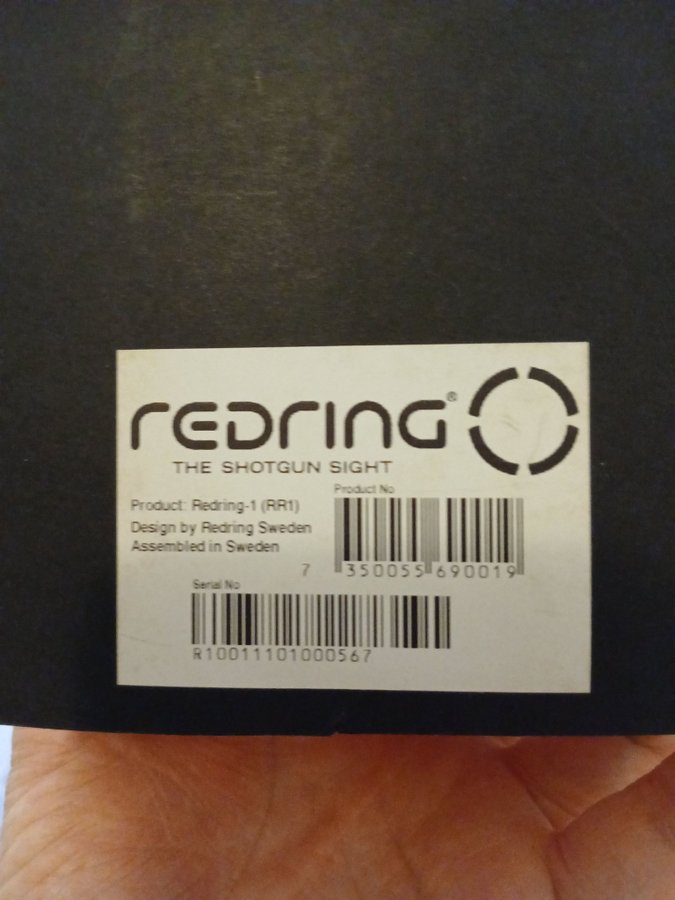 REDRING®
THE SHOTGUN SIGHT
Product No
Product: Redring-1 (RR1)
Design by Redring Sweden
Assembled in Sweden
7 350055 690019
Serial No
R10011101000567